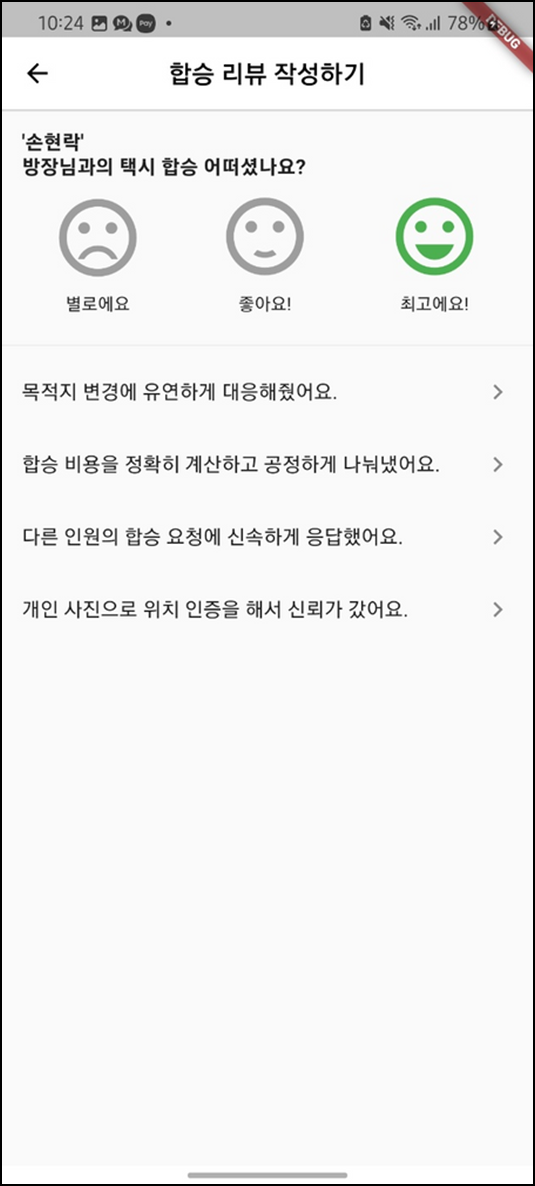 10:24 Pay 78%
DEBUG
합승 리뷰 작성하기
'손현락'
방장님과의 택시 합승 어떠셨나요?
별로에요 좋아요! 최고에요!
목적지 변경에 유연하게 대응해줬어요.
합승 비용을 정확히 계산하고 공정하게 나눠냈어요.
다른 인원의 합승 요청에 신속하게 응답했어요.
개인 사진으로 위치 인증을 해서 신뢰가 갔어요.